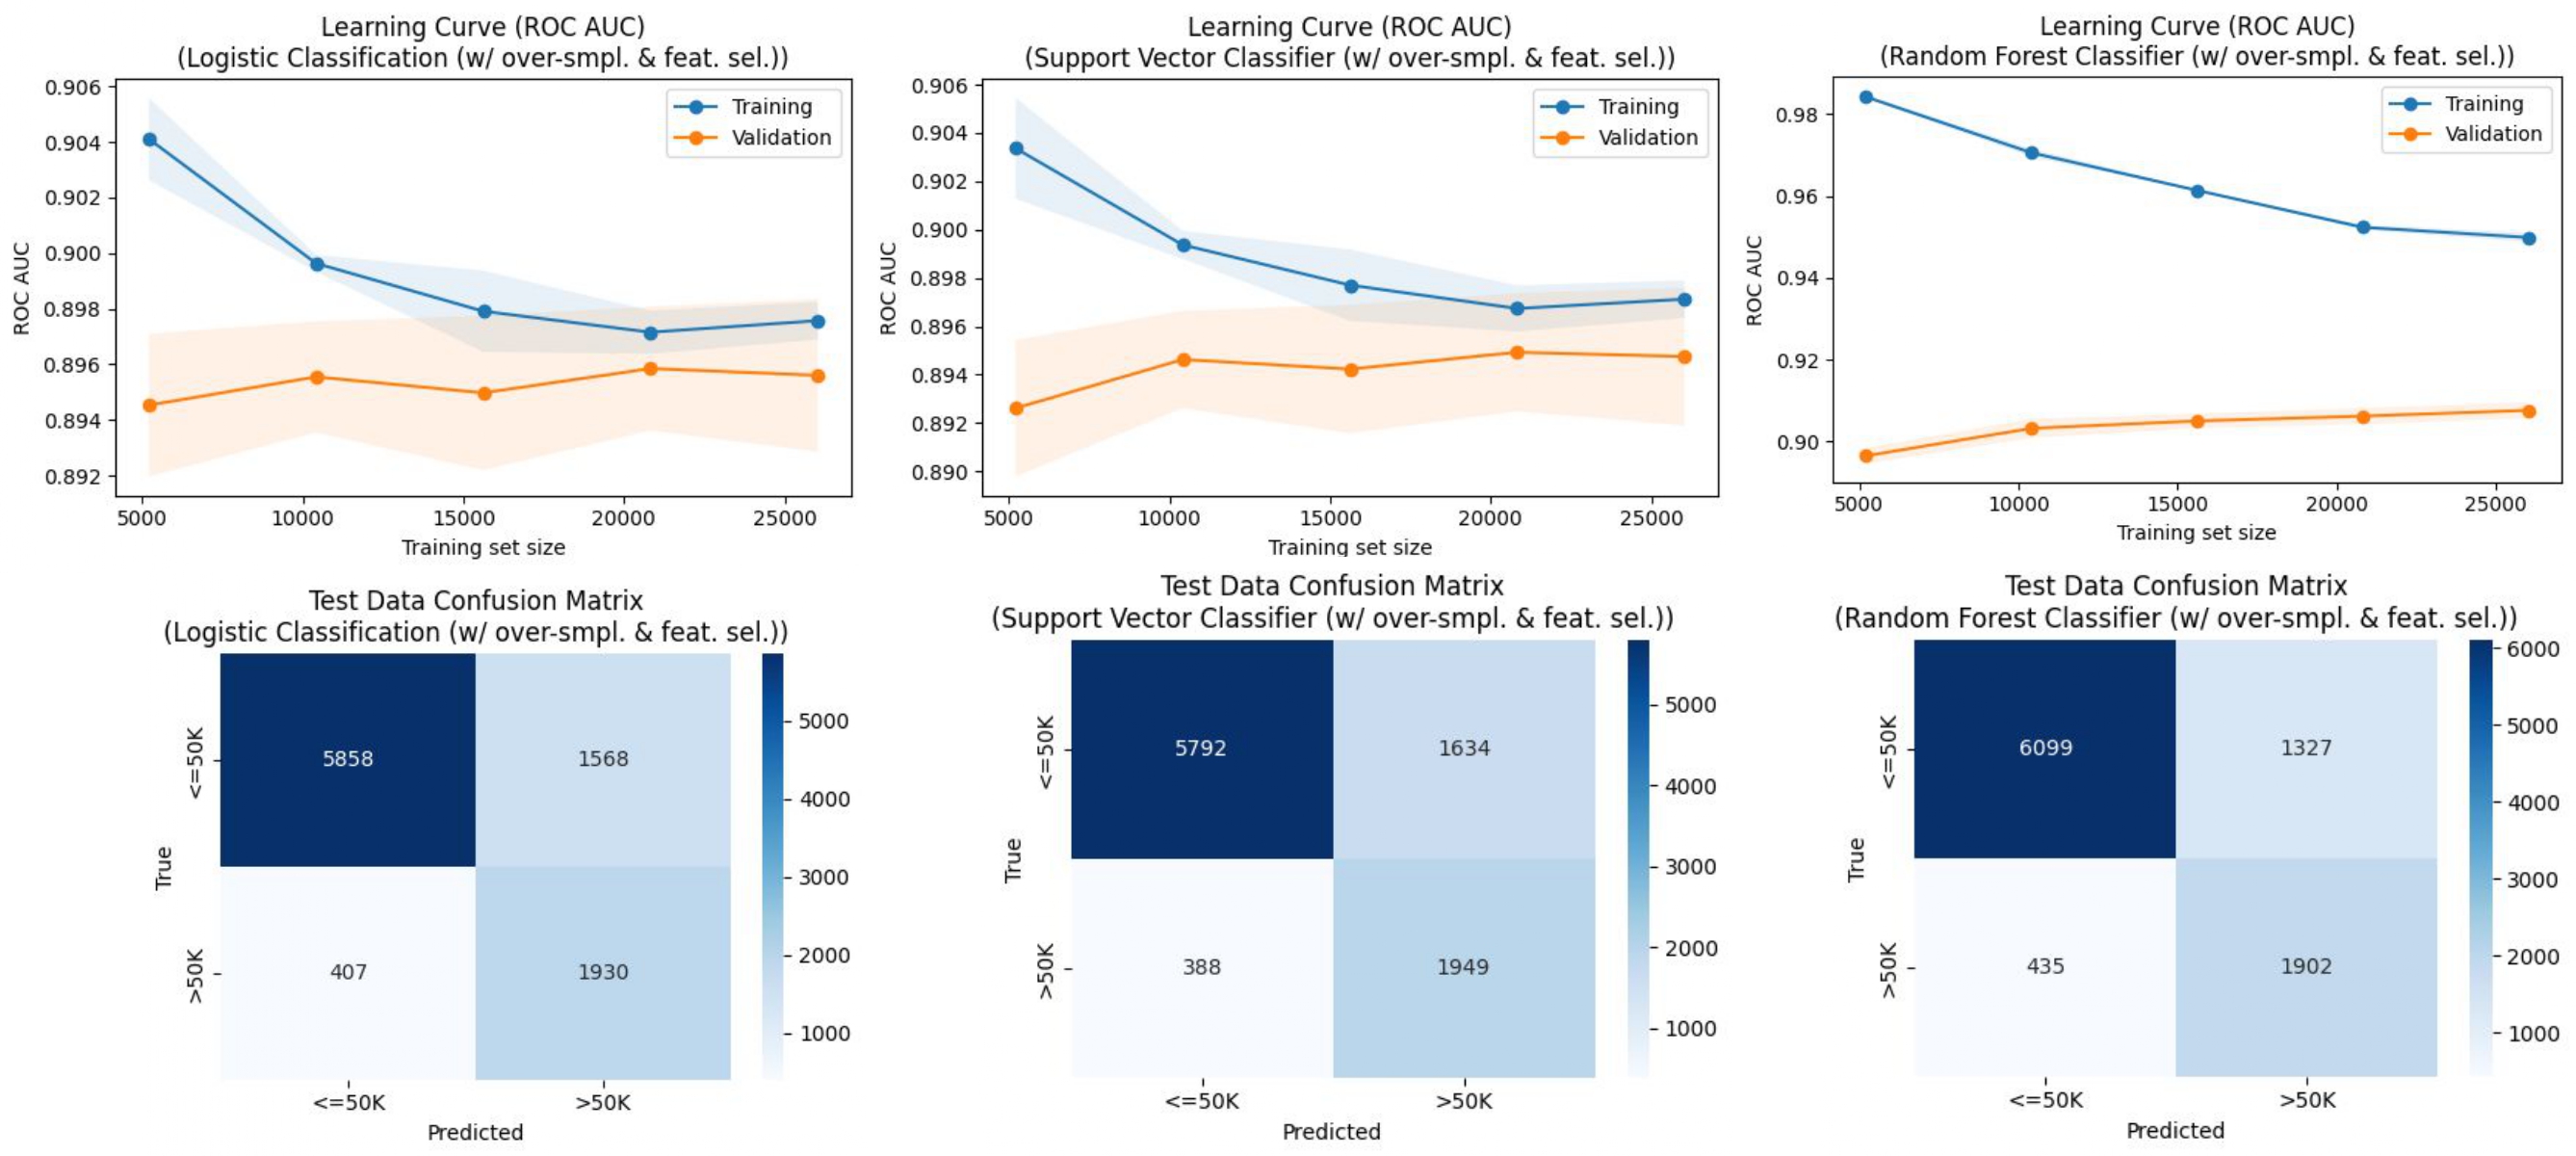 Learning Curve (ROC AUC)
(Logistic Classification (w/ over-smpl. & feat. sel.))
0.906
0.904
0.902
0.900
0.898
0.896
0.894
0.892
ROC AUC
Training
Validation
5000 10000 15000 20000 25000
Training set size
Learning Curve (ROC AUC)
(Support Vector Classifier (w/ over-smpl. & feat. sel.))
0.906
0.904
0.902
0.900
0.898
0.896
0.894
0.892
0.890
ROC AUC
Training
Validation
5000 10000 15000 20000 25000
Training set size
Learning Curve (ROC AUC)
(Random Forest Classifier (w/ over-smpl. & feat. sel.))
0.98
0.96
0.94
0.92
0.90
ROC AUC
Training
Validation
5000 10000 15000 20000 25000
Training set size
Test Data Confusion Matrix
(Logistic Classification (w/ over-smpl. & feat. sel.))
True
<=50K
5858 1568
>50K
407 1930
<=50K >50K
Predicted
5000
4000
3000
2000
1000
Test Data Confusion Matrix
(Support Vector Classifier (w/ over-smpl. & feat. sel.))
True
<=50K
5792 1634
>50K
388 1949
<=50K >50K
Predicted
5000
4000
3000
2000
1000
Test Data Confusion Matrix
(Random Forest Classifier (w/ over-smpl. & feat. sel.))
True
<=50K
6099 1327
>50K
435 1902
<=50K >50K
Predicted
6000
5000
4000
3000
2000
1000